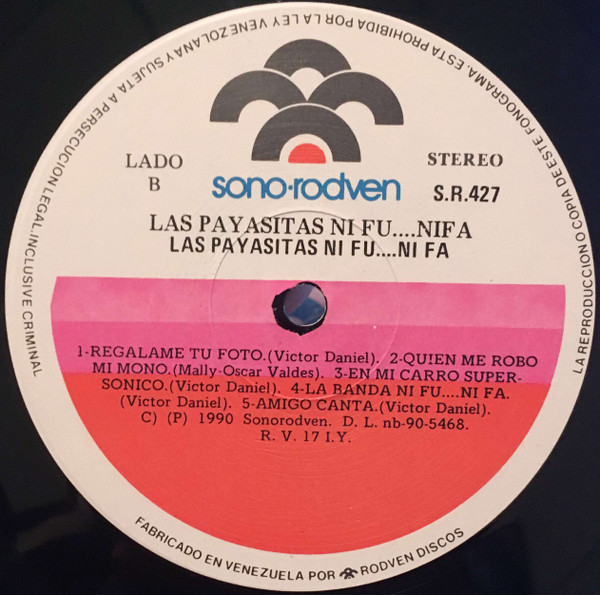 LA REPRODUCCION O COPIA DE ESTE FONOGRAMA. ESTA PROHIBIDA POR LA LEY VENEZOLANA Y SUJETA A PERSECUCION LEGAL. INCLUSIVE CRIMINAL
LADO
B
STEREO
S.R.427
sono·rodven
LAS PAYASITAS NI FU....NIFA
LAS PAYASITAS NI FU....NI FA
1-REGALAME TU FOTO.(Victor Daniel). 2-QU!EN ME ROBO
MI MONO.(Mally-Oscar Valdes). 3-EN MI CARRO SUPER-
SONICO.(Victor Daniel). 4-LA BANDA NI FU....NI FA.
(Victor Daniel). 5-AMIGO CANTA.(Victor Daniel).
C) (P) 1990 Sonorodven. D. L. nb-90-5468.
R. V. 17 I.Y.
FABRICADO EN VENEZUELA POR RODVEN DISCOS